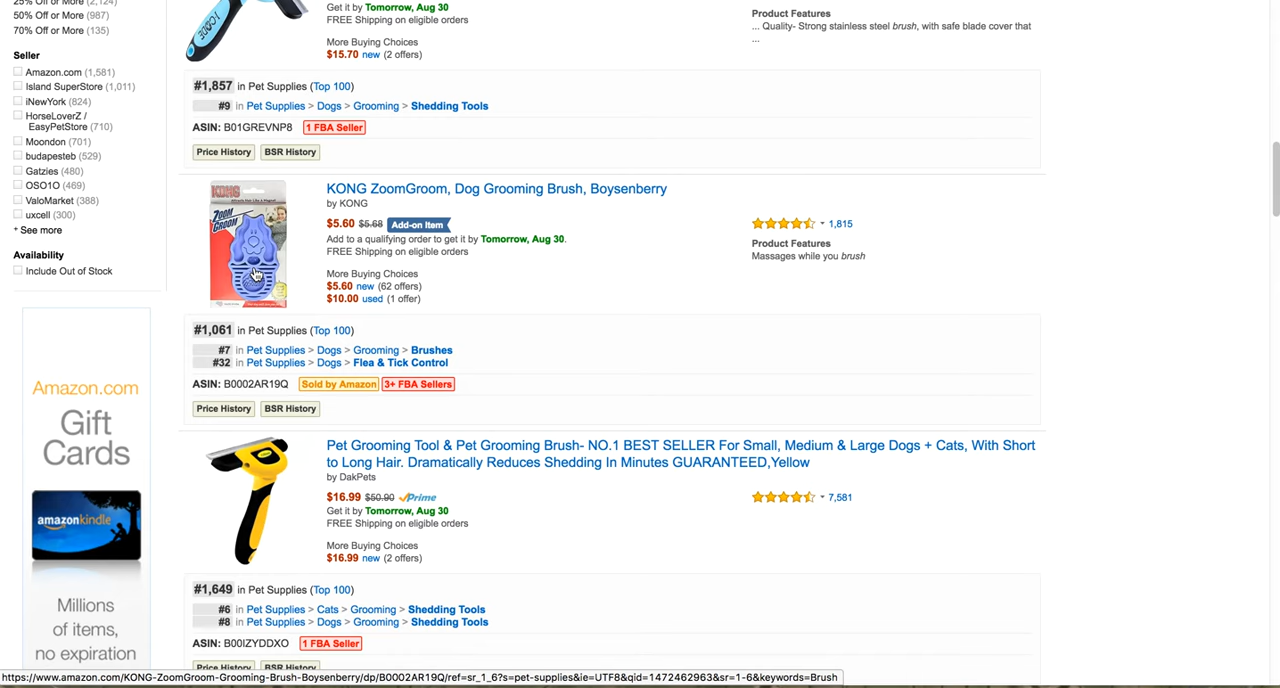 25% Off or More (2,124)
50% Off or More (987)
70% Off or More (135)
Seller
Amazon.com (1,581)
Island SuperStore (1,011)
iNewYork (824)
HorseLoverZ /
EasyPetStore (710)
Moondon (701)
budapesteb (529)
Gatzies (480)
OSO1O (469)
ValoMarket (388)
uxcell (300)
+ See more
Availability
Include Out of Stock
Amazon.com
Gift
Cards
amazonkindle
Millions
of items,
no expiration
iCODE
Get it by Tomorrow, Aug 30
FREE Shipping on eligible orders
More Buying Choices
$15.70 new (2 offers)
Product Features
... Quality- Strong stainless steel brush, with safe blade cover that
...
#1,857 in Pet Supplies (Top 100)
#9 in Pet Supplies > Dogs > Grooming > Shedding Tools
ASIN: B01GREVNP8 1 FBA Seller
Price History BSR History
KONG
ZOOM
GROOM
KONG ZoomGroom, Dog Grooming Brush, Boysenberry
by KONG
$5.60 $5.68 Add-on Item
Add to a qualifying order to get it by Tomorrow, Aug 30.
FREE Shipping on eligible orders
More Buying Choices
$5.60 new (62 offers)
$10.00 used (1 offer)
1,815
Product Features
Massages while you brush
#1,061 in Pet Supplies (Top 100)
#7 in Pet Supplies > Dogs > Grooming > Brushes
#32 in Pet Supplies > Dogs > Flea & Tick Control
ASIN: B0002AR19Q Sold by Amazon 3+ FBA Sellers
Price History BSR History
Pet Grooming Tool & Pet Grooming Brush- NO.1 BEST SELLER For Small, Medium & Large Dogs + Cats, With Short
to Long Hair. Dramatically Reduces Shedding In Minutes GUARANTEED,Yellow
by DakPets
$16.99 $50.90 Prime
Get it by Tomorrow, Aug 30
FREE Shipping on eligible orders
More Buying Choices
$16.99 new (2 offers)
7,581
#1,649 in Pet Supplies (Top 100)
#6 in Pet Supplies > Cats > Grooming > Shedding Tools
#8 in Pet Supplies > Dogs > Grooming > Shedding Tools
ASIN: B00IZYDDXO 1 FBA Seller
Price History BSR History
https://www.amazon.com/KONG-ZoomGroom-Grooming-Brush-Boysenberry/dp/B0002AR19Q/ref=sr_1_6?s=pet-supplies&ie=UTF8&qid=1472462963&sr=1-6&keywords=Brush